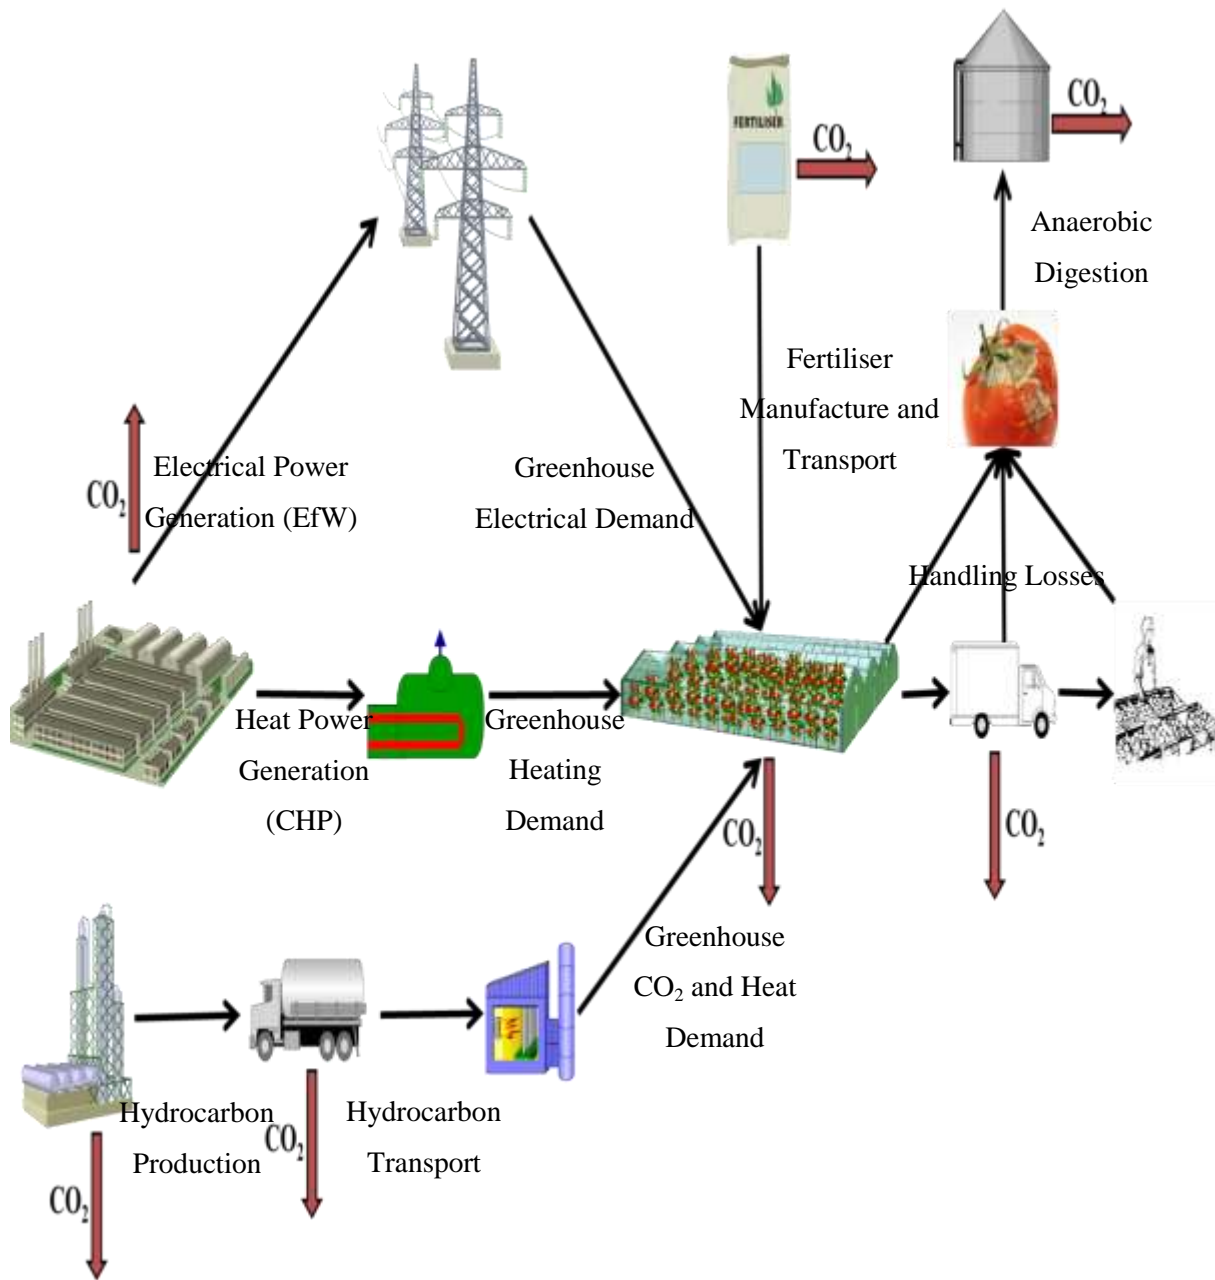 CO₂
FERTILISER
CO₂
Anaerobic
Digestion
Fertiliser
Manufacture and
Transport
CO₂
Electrical Power
Generation (EfW)
Greenhouse
Electrical Demand
Handling Losses
Heat Power
Generation
(CHP)
Greenhouse
Heating
Demand
CO₂
CO₂
Greenhouse
CO₂ and Heat
Demand
Hydrocarbon
Production
CO₂
Hydrocarbon
Transport
CO₂